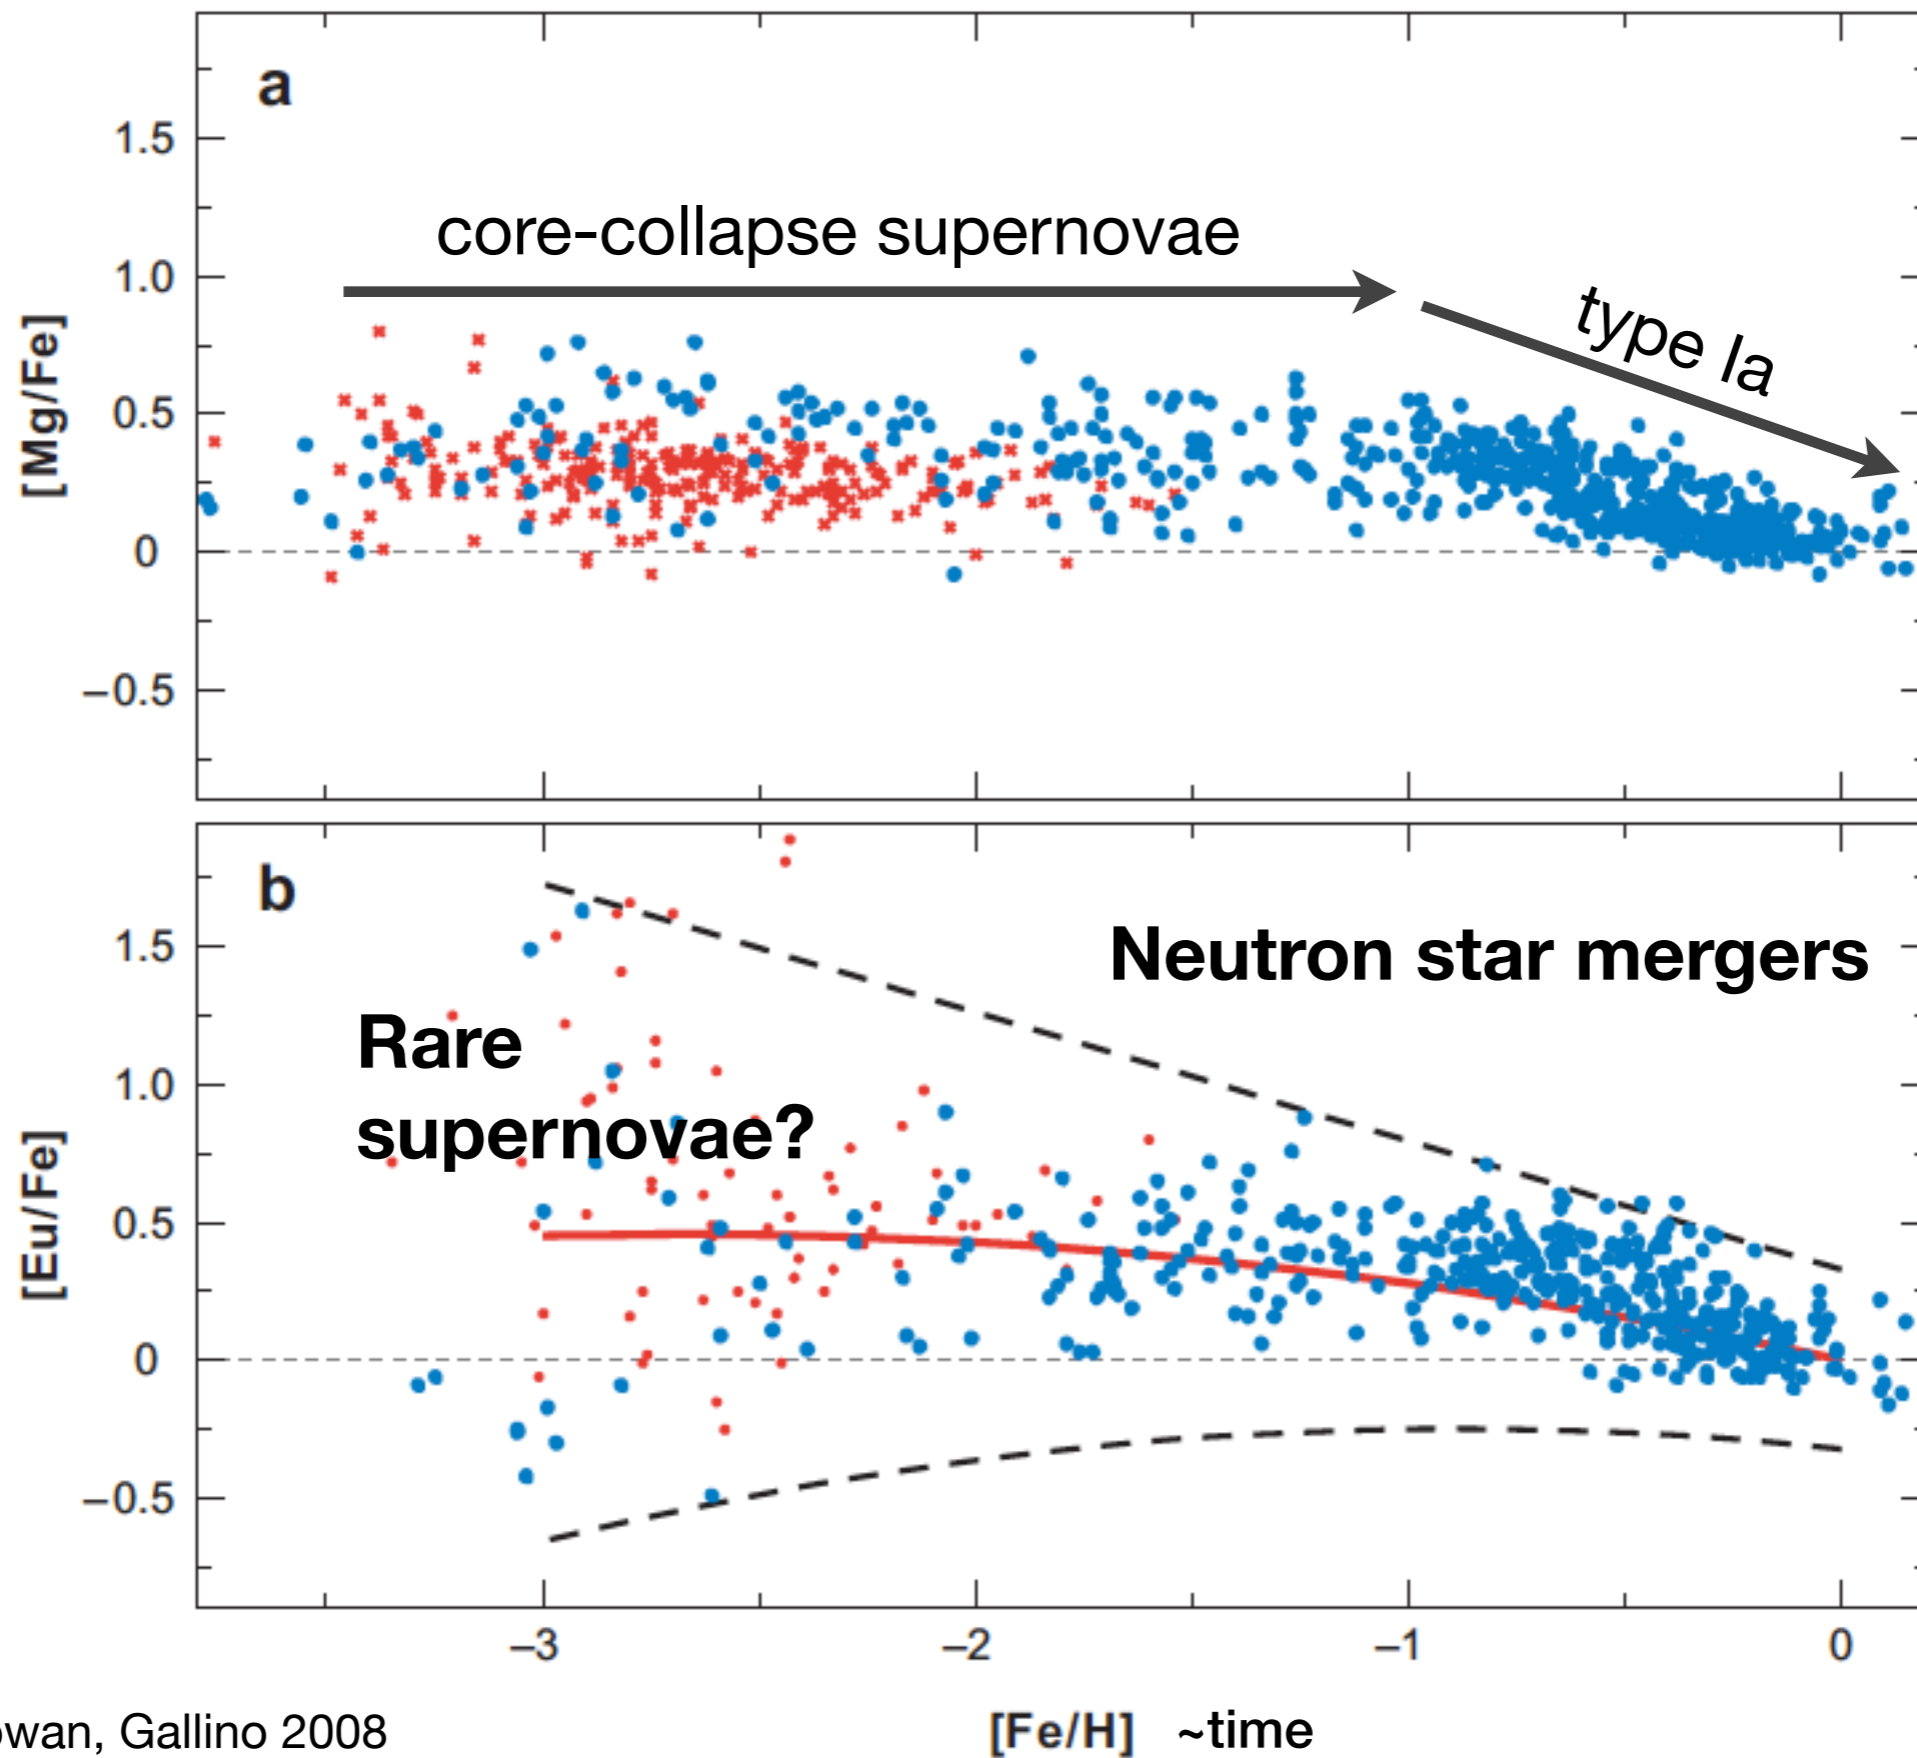 a
1.5
1.0
0.5
0
−0.5
[Mg/Fe]
core-collapse supernovae
type Ia
b
1.5
1.0
0.5
0
−0.5
[Eu/Fe]
Neutron star mergers
Rare
supernovae?
−3
−2
−1
0
[Fe/H] ~time
Gallino 2008